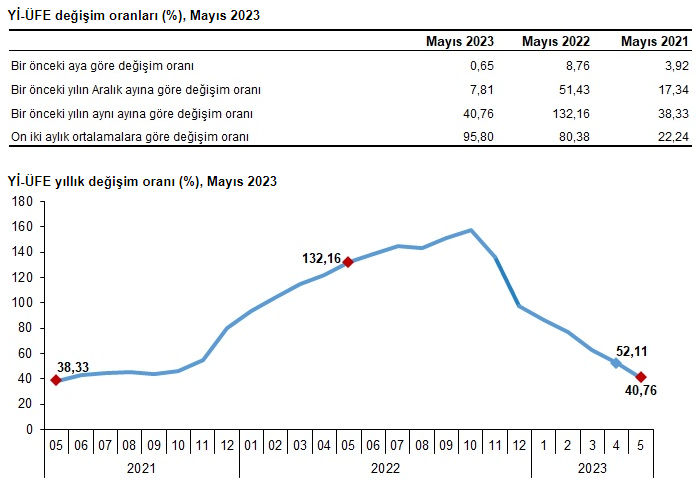 Yİ-ÜFE değişim oranları (%), Mayıs 2023
Mayıs 2023 Mayıs 2022 Mayıs 2021
Bir önceki aya göre değişim oranı 0,65 8,76 3,92
Bir önceki yılın Aralık ayına göre değişim oranı 7,81 51,43 17,34
Bir önceki yılın aynı ayına göre değişim oranı 40,76 132,16 38,33
On iki aylık ortalamalara göre değişim oranı 95,80 80,38 22,24
Yİ-ÜFE yıllık değişim oranı (%), Mayıs 2023
180
160
140
132,16
120
100
80
60
52,11
38,33
40
40,76
20
0
05 06 07 08 09 10 11 12 01 02 03 04 05 06 07 08 09 10 11 12 1 2 3 4 5
2021 2022 2023